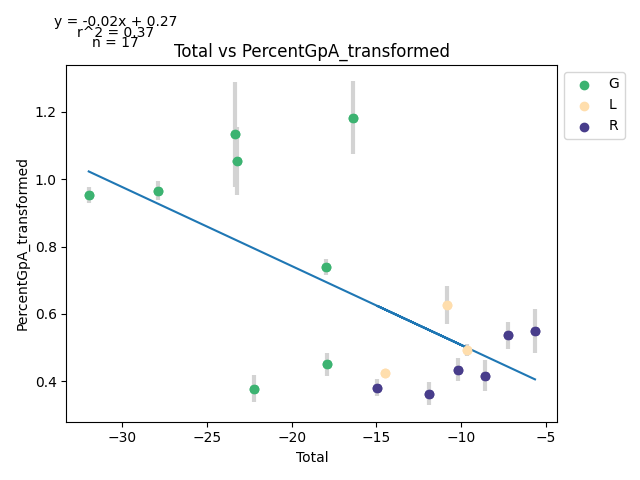 y = -0.02x + 0.27
r^2 = 0.37
n = 17
Total vs PercentGpA_transformed
G
L
R
PercentGpA_transformed
1.2
1.0
0.8
0.6
0.4
−30
−25
−20
−15
−10
−5
Total